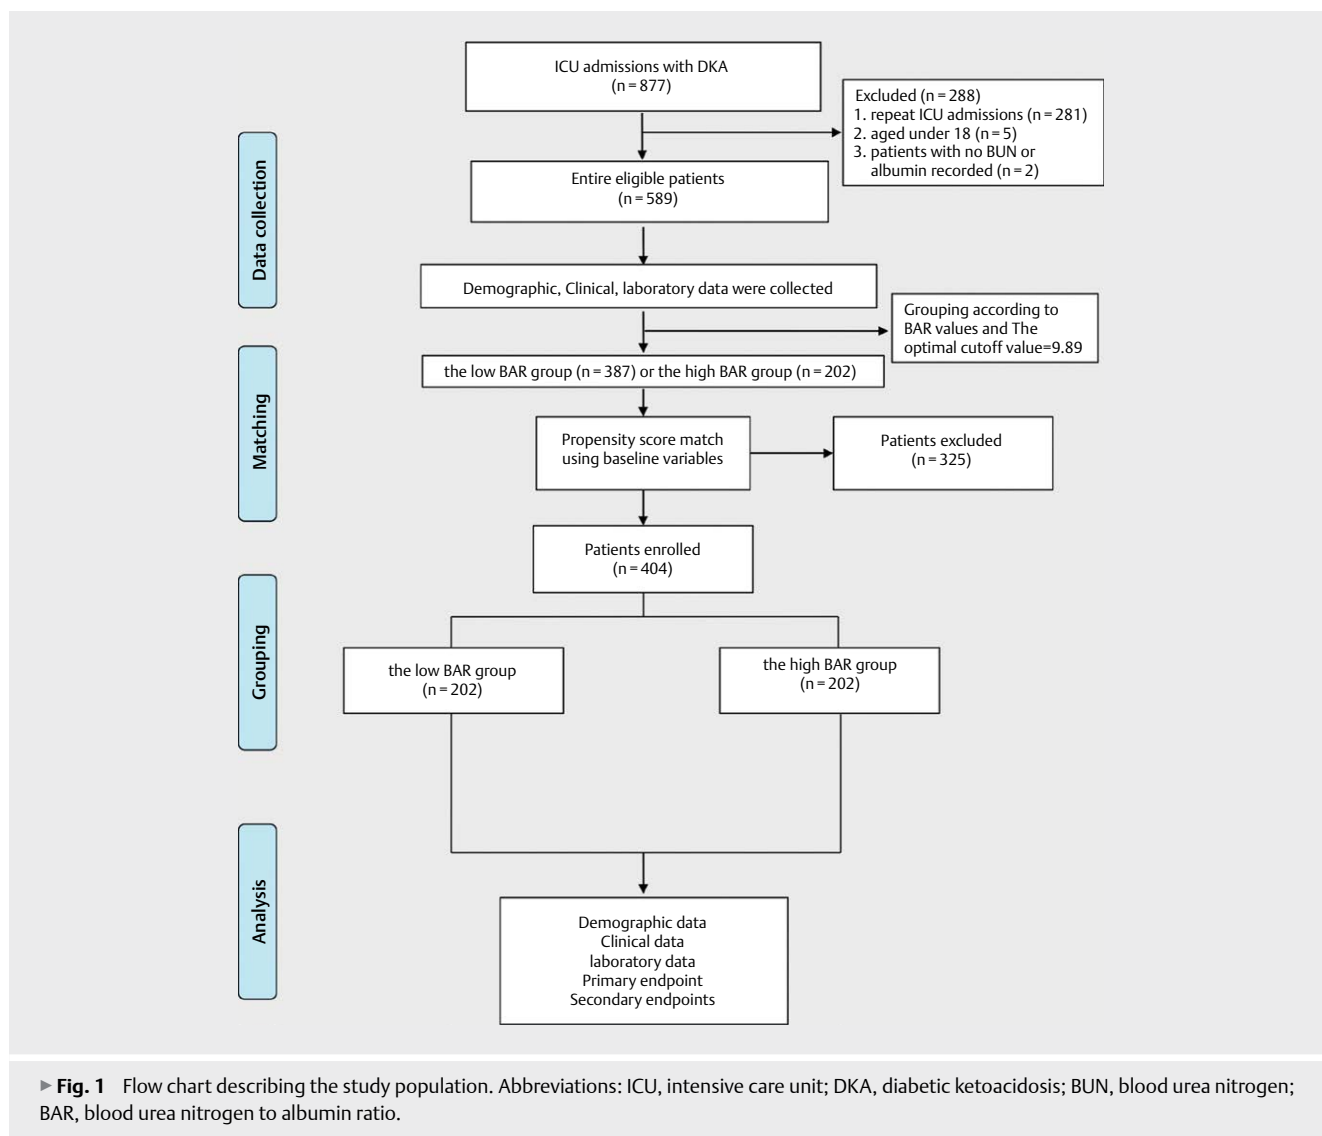 ICU admissions with DKA
(n = 877)
Excluded (n = 288)
1. repeat ICU admissions (n = 281)
2. aged under 18 (n = 5)
3. patients with no BUN or
albumin recorded (n = 2)
Data collection
Entire eligible patients
(n = 589)
Demographic, Clinical, laboratory data were collected
Grouping according to
BAR values and The
optimal cutoff value=9.89
the low BAR group (n = 387) or the high BAR group (n = 202)
Matching
Propensity score match
using baseline variables
Patients excluded
(n = 325)
Patients enrolled
(n = 404)
Grouping
the low BAR group
(n = 202)
the high BAR group
(n = 202)
Analysis
Demographic data
Clinical data
laboratory data
Primary endpoint
Secondary endpoints
▶ Fig. 1 Flow chart describing the study population. Abbreviations: ICU, intensive care unit; DKA, diabetic ketoacidosis; BUN, blood urea nitrogen;
BAR, blood urea nitrogen to albumin ratio.